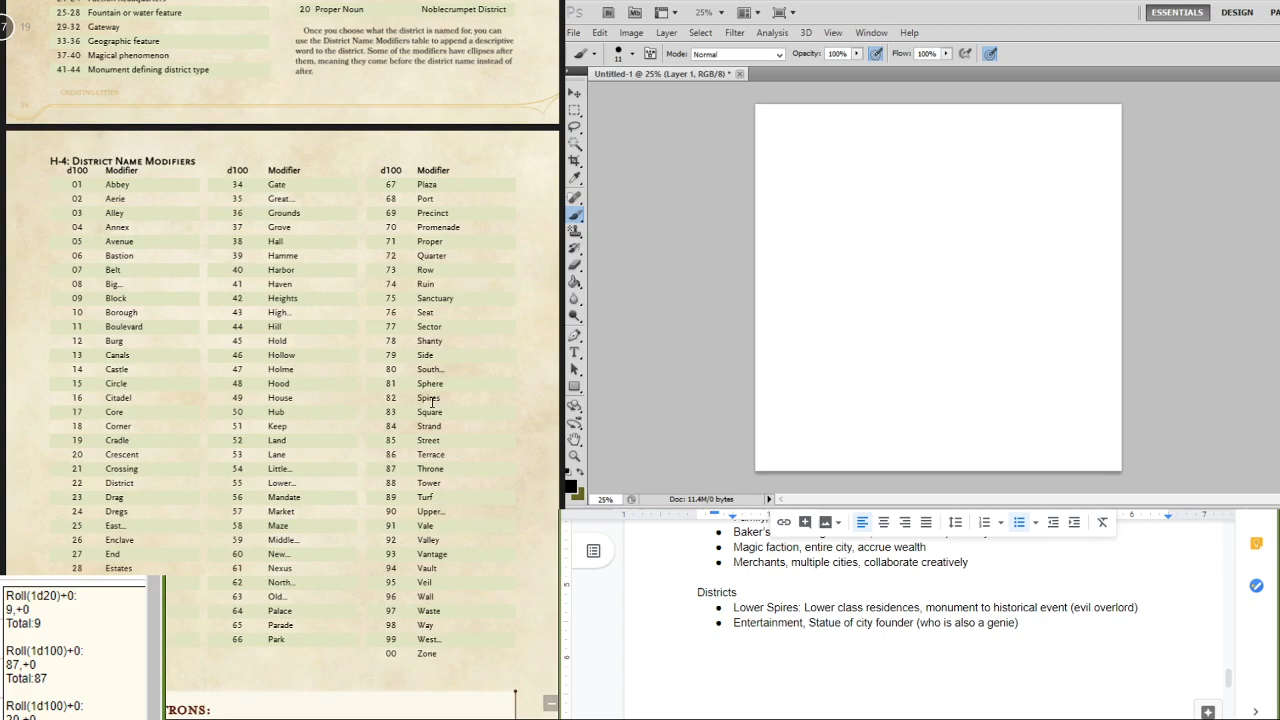 25-28 Fountain or water feature
29-32 Gateway
33-36 Geographic feature
37-40 Magical phenomenon
41-44 Monument defining district type
CREATING CITIES
19
20 Proper Noun Noblecrumpet District
Once you choose what the district is named for, you can
use the District Name Modifiers table to append a descriptive
word to the district. Some of the modifiers have ellipses after
them, meaning they come before the district name instead of
after.
H-4: District Name Modifiers
d100 Modifier
01 Abbey
02 Aerie
03 Alley
04 Annex
05 Avenue
06 Bastion
07 Belt
08 Big...
09 Block
10 Borough
11 Boulevard
12 Burg
13 Canals
14 Castle
15 Circle
16 Citadel
17 Core
18 Corner
19 Cradle
20 Crescent
21 Crossing
22 District
23 Drag
24 Dregs
25 East...
26 Enclave
27 End
28 Estates
d100 Modifier
34 Gate
35 Great...
36 Grounds
37 Grove
38 Hall
39 Hamme
40 Harbor
41 Haven
42 Heights
43 High...
44 Hill
45 Hold
46 Hollow
47 Holme
48 Hood
49 House
50 Hub
51 Keep
52 Land
53 Lane
54 Little...
55 Lower...
56 Mandate
57 Market
58 Maze
59 Middle...
60 New...
61 Nexus
62 North...
63 Old...
64 Palace
65 Parade
66 Park
d100 Modifier
67 Plaza
68 Port
69 Precinct
70 Promenade
71 Proper
72 Quarter
73 Row
74 Ruin
75 Sanctuary
76 Seat
77 Sector
78 Shanty
79 Side
80 South...
81 Sphere
82 Spires
83 Square
84 Strand
85 Street
86 Terrace
87 Throne
88 Tower
89 Turf
90 Upper...
91 Vale
92 Valley
93 Vantage
94 Vault
95 Veil
96 Wall
97 Waste
98 Way
99 West...
00 Zone
TRONS:
Roll(1d20)+0:
9,+0
Total:9
Roll(1d100)+0:
87,+0
Total:87
Roll(1d100)+0:
Ps Br Mb 25% ESSENTIALS DESIGN
File Edit Image Layer Select Filter Analysis 3D View Window Help
11 Mode: Normal Opacity: 100% Flow: 100%
Untitled-1 @ 25% (Layer 1, RGB/8) *
25% Doc: 11.4M/0 bytes
1 1 6 7
Baker's
Magic faction, entire city, accrue wealth
Merchants, multiple cities, collaborate creatively
Districts
Lower Spires: Lower class residences, monument to historical event (evil overlord)
Entertainment, Statue of city founder (who is also a genie)
5
6